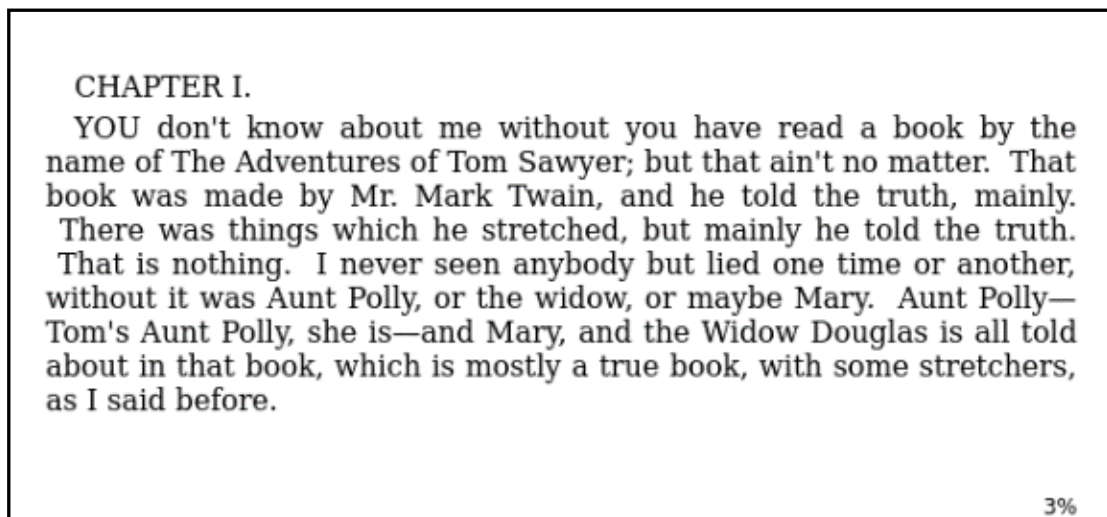 CHAPTER I.
YOU don't know about me without you have read a book by the
name of The Adventures of Tom Sawyer; but that ain't no matter.  That
book was made by Mr. Mark Twain, and he told the truth, mainly.
There was things which he stretched, but mainly he told the truth.
That is nothing.  I never seen anybody but lied one time or another,
without it was Aunt Polly, or the widow, or maybe Mary.  Aunt Polly—
Tom's Aunt Polly, she is—and Mary, and the Widow Douglas is all told
about in that book, which is mostly a true book, with some stretchers,
as I said before.
3%